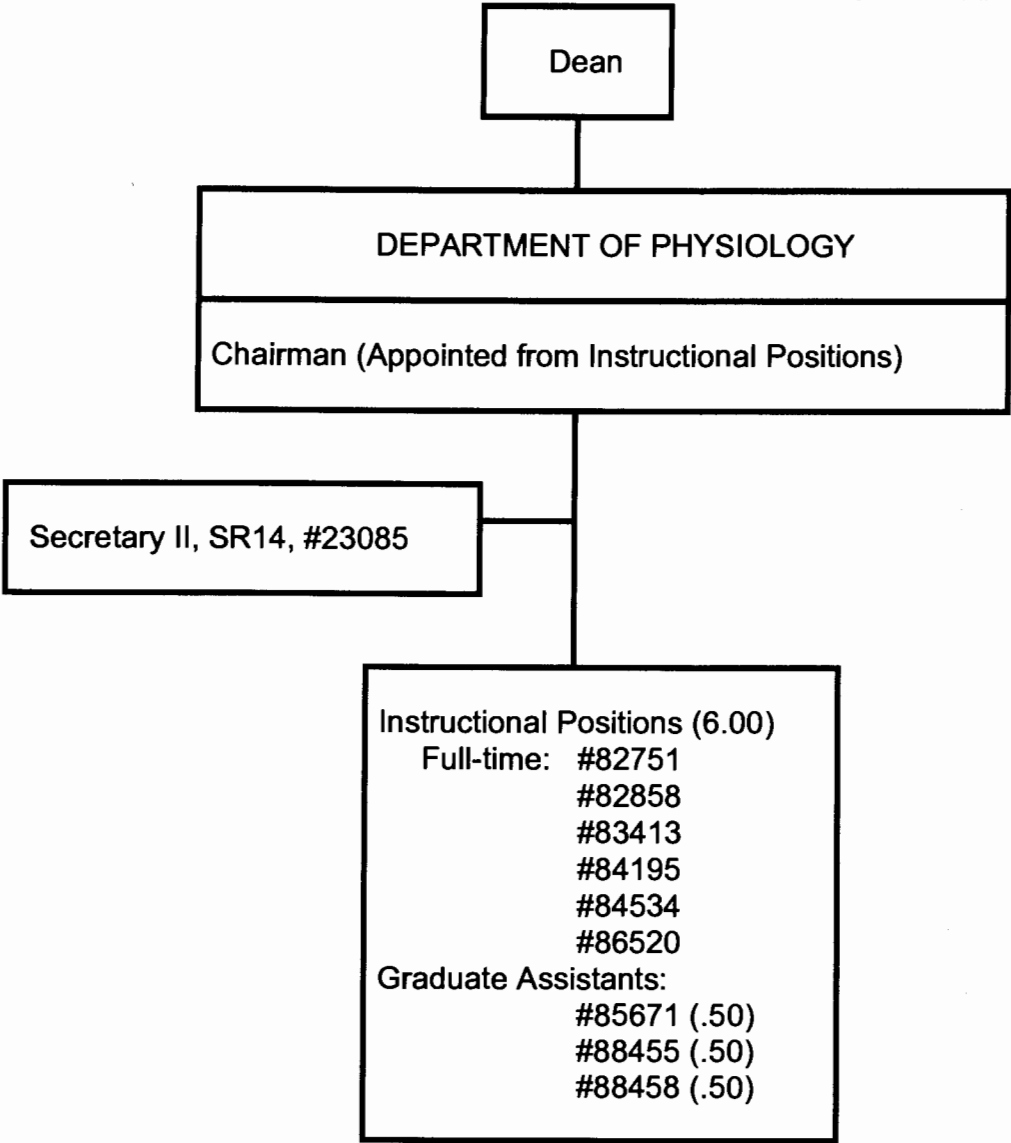 Dean
DEPARTMENT OF PHYSIOLOGY
Chairman (Appointed from Instructional Positions)
Secretary II, SR14, #23085
Instructional Positions (6.00)
Full-time: #82751
#82858
#83413
#84195
#84534
#86520
Graduate Assistants:
#85671 (.50)
#88455 (.50)
#88458 (.50)